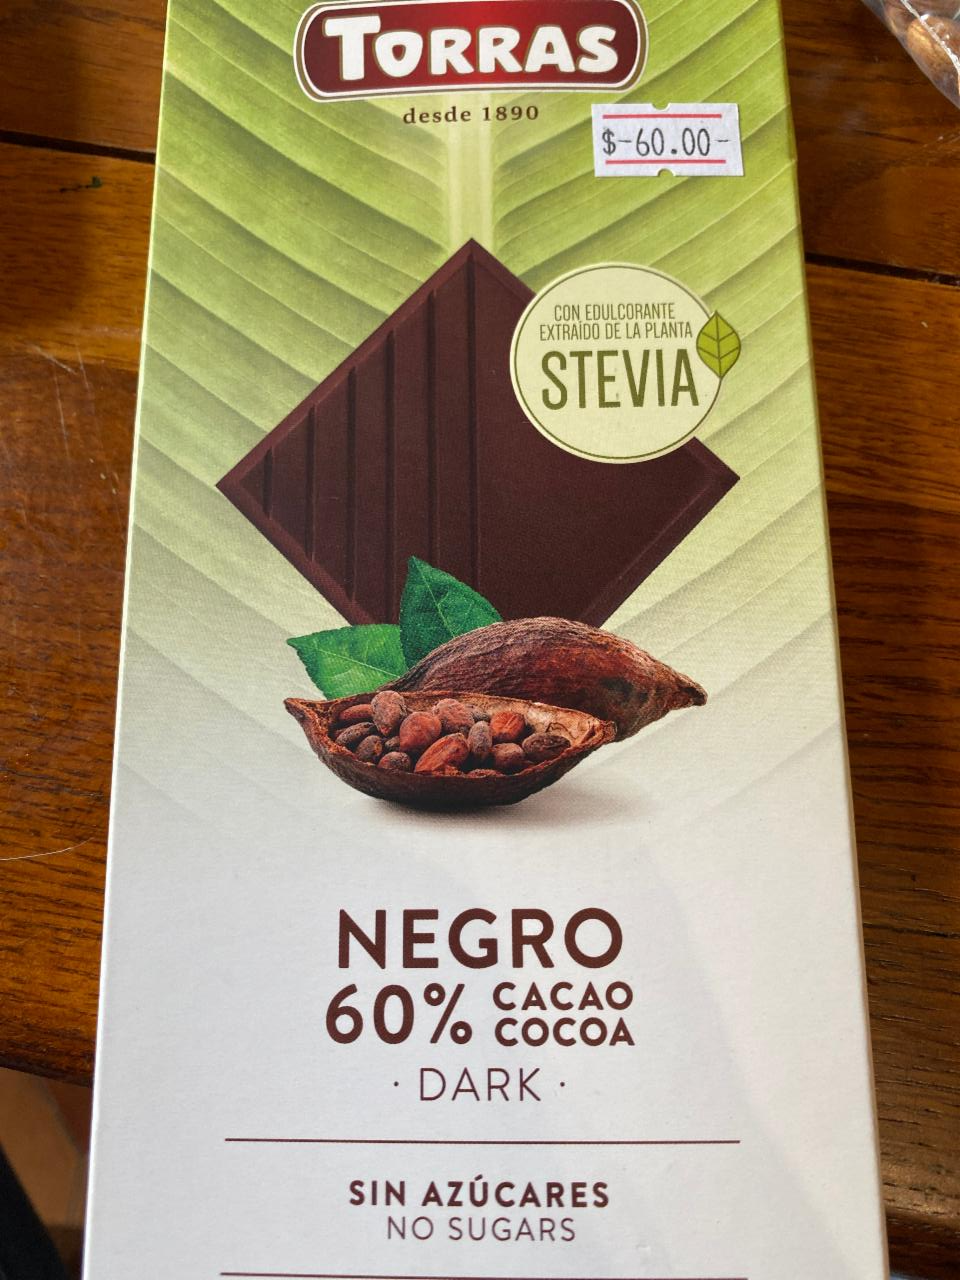 TORRAS
desde 1890
$-60.00-
CON EDULCORANTE
EXTRAÍDO DE LA PLANTA
STEVIA
NEGRO
60% CACAO
COCOA
· DARK ·
SIN AZÚCARES
NO SUGARS